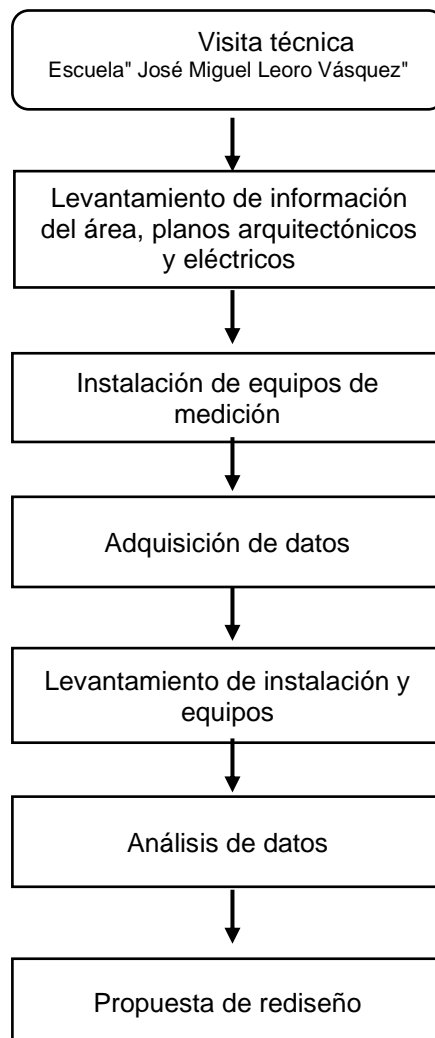 Visita técnica
Escuela" José Miguel Leoro Vásquez"
Levantamiento de información
del área, planos arquitectónicos
y eléctricos
Instalación de equipos de
medición
Adquisición de datos
Levantamiento de instalación y
equipos
Análisis de datos
Propuesta de rediseño